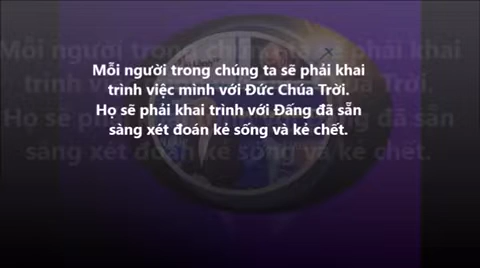 Mỗi người trong chúng ta sẽ phải khai
trình việc mình với Đức Chúa Trời.
Họ sẽ phải khai trình với Đấng đã sẵn
sàng xét đoán kẻ sống và kẻ chết.